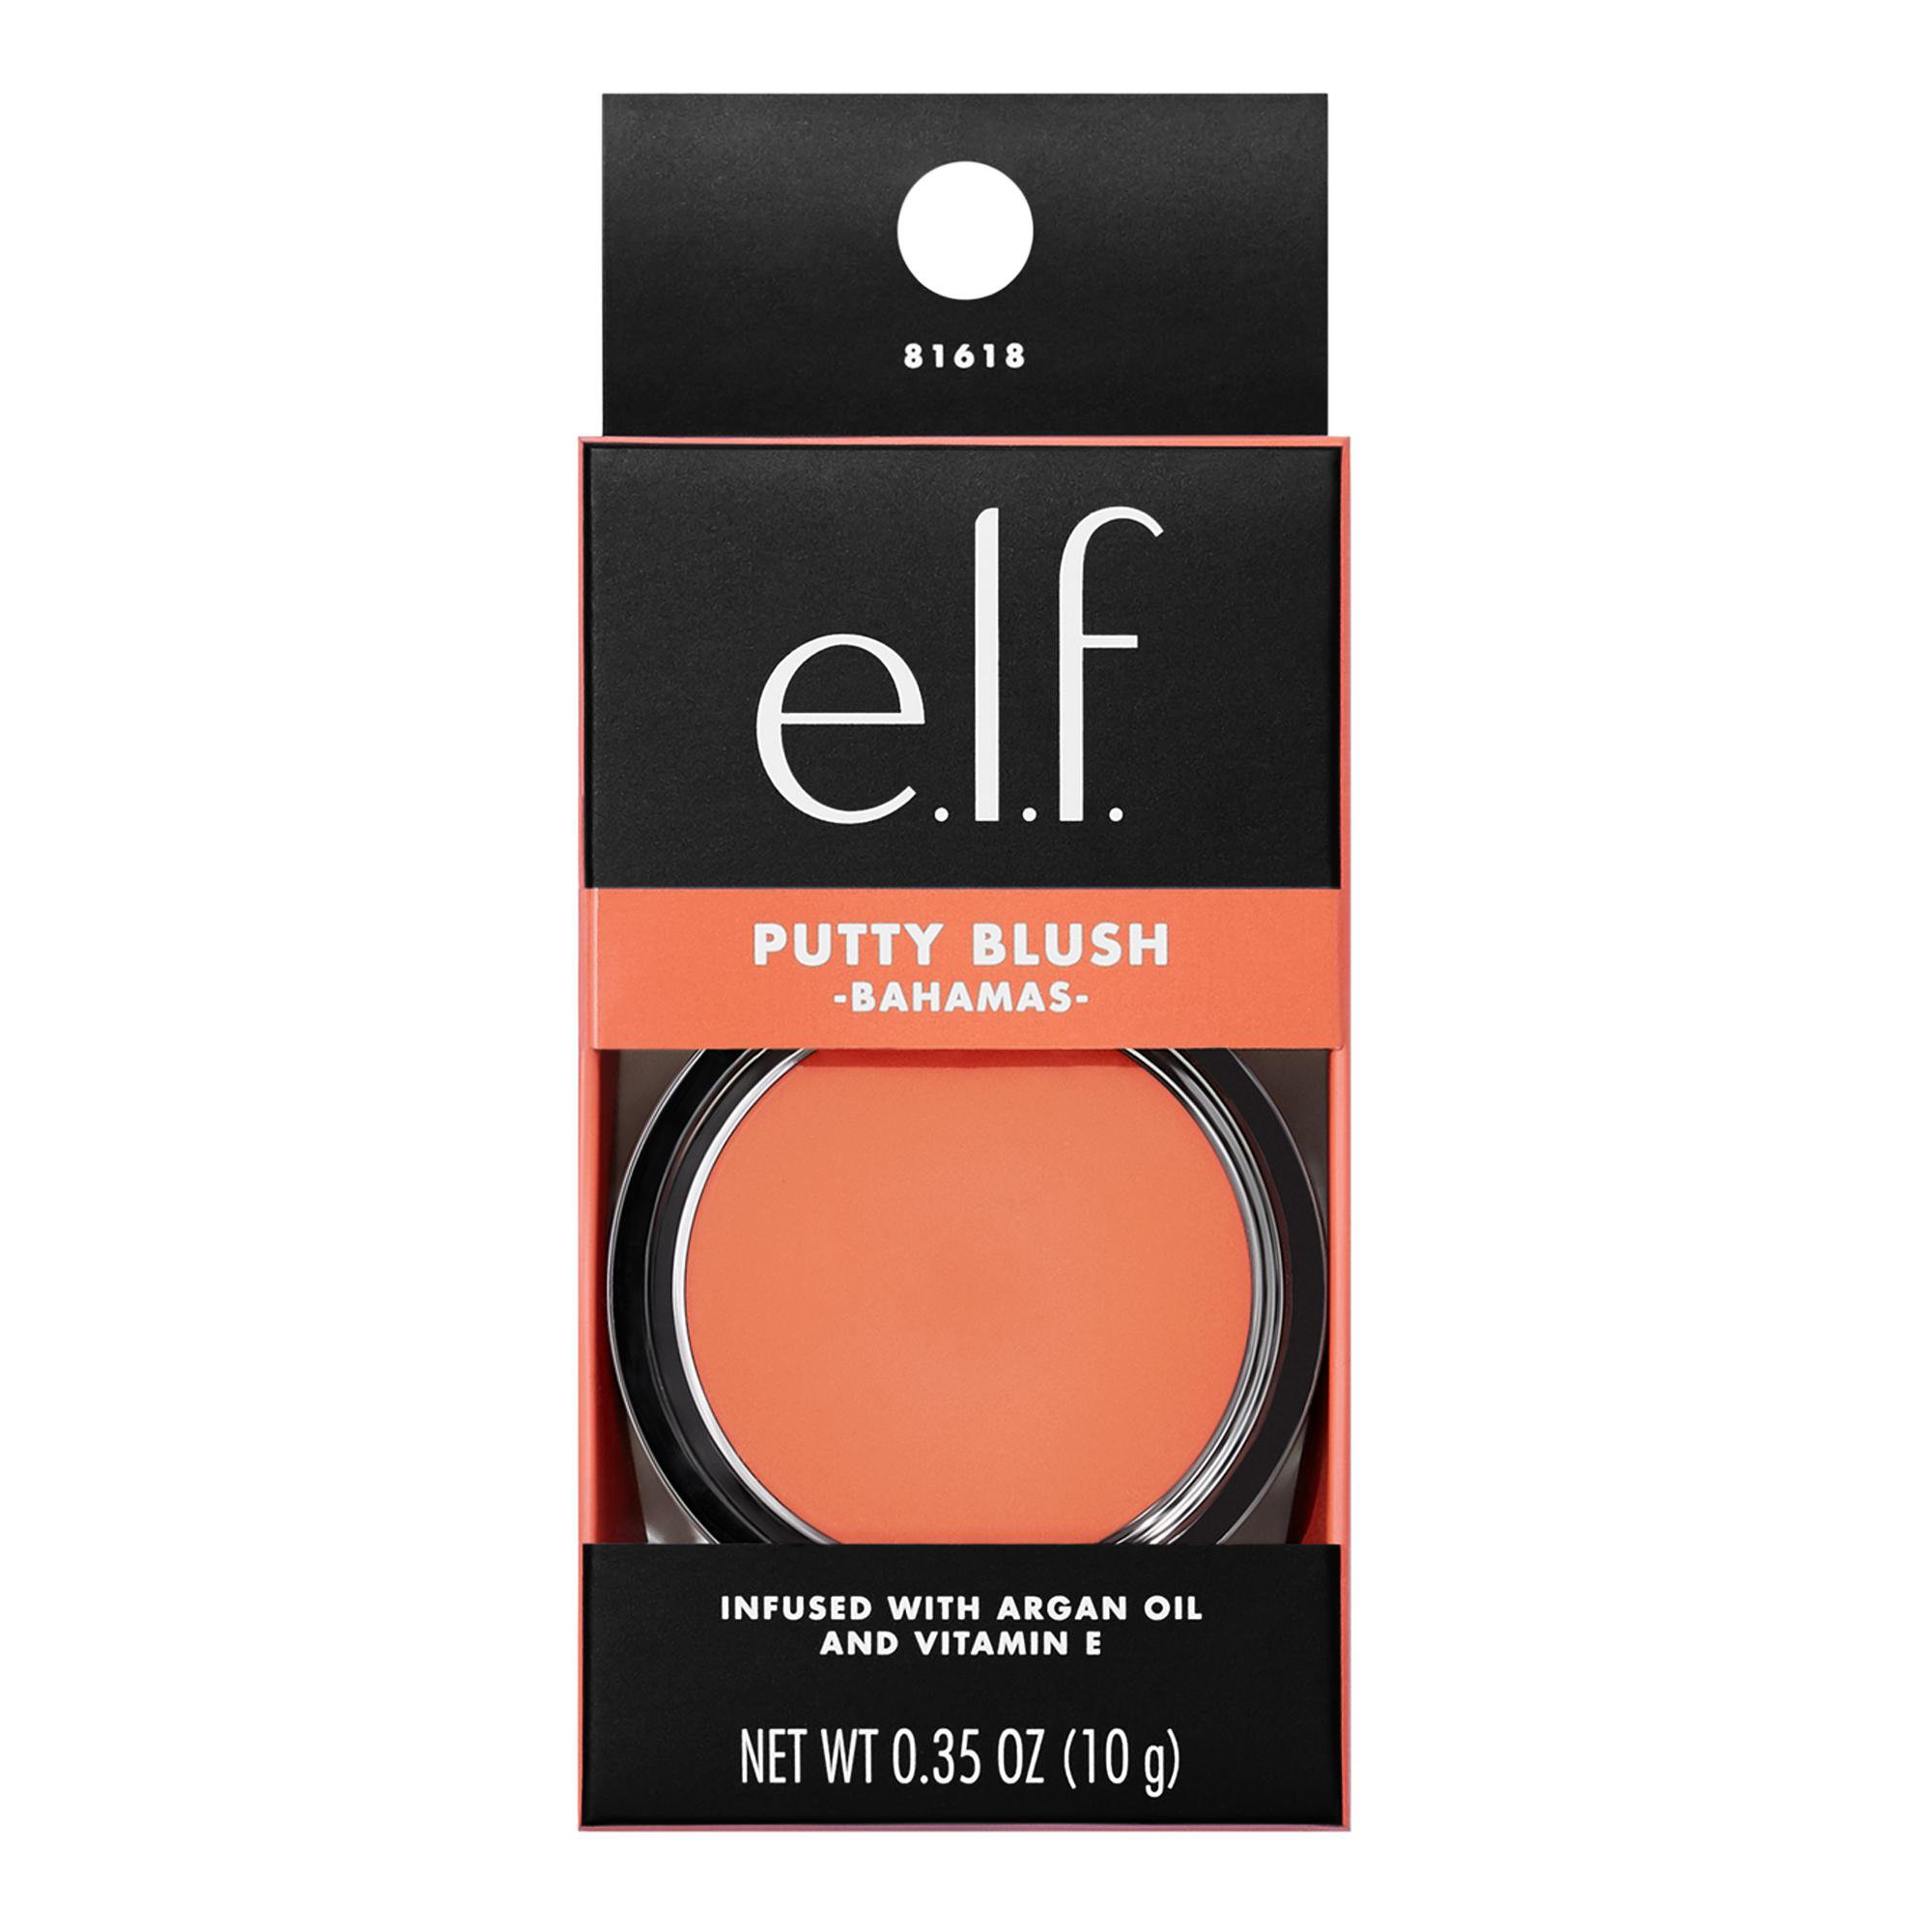 81618
e.l.f.
PUTTY BLUSH
-BAHAMAS-
INFUSED WITH ARGAN OIL
AND VITAMIN E
NET WT 0.35 OZ (10 g)